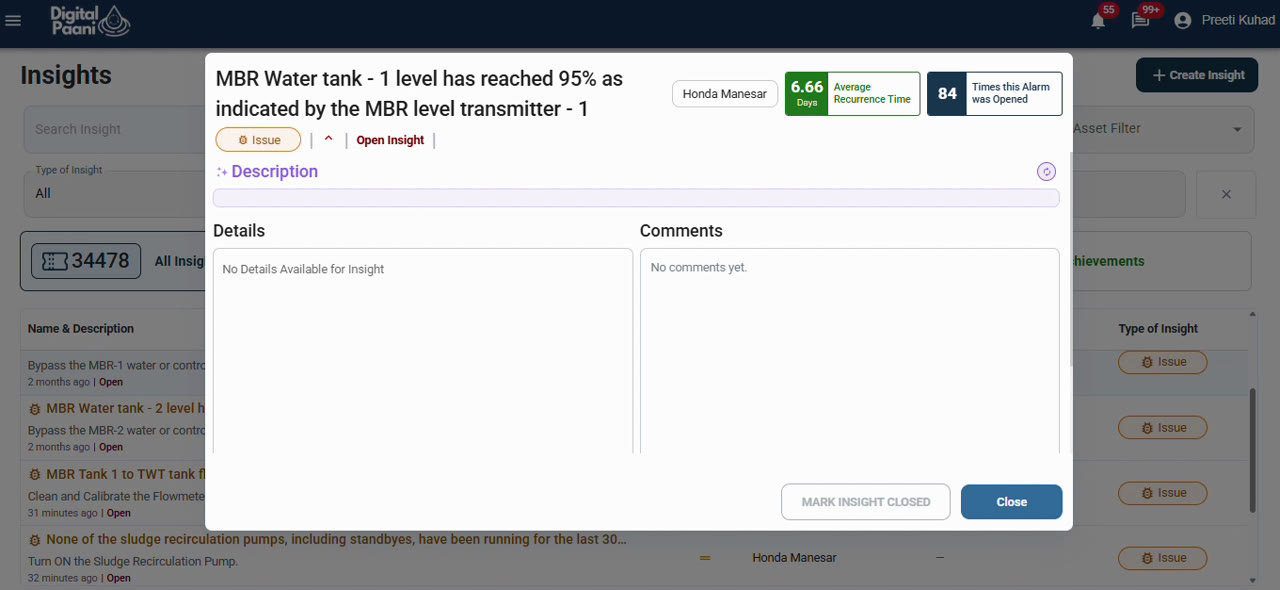 Digital
Paani
55
99+
Preeti Kuhad
Insights
Create Insight
Search Insight
Asset Filter
Type of Insight
All
34478
All Insig
hievements
Name & Description
Type of Insight
Bypass the MBR-1 water or contro
2 months ago | Open
Issue
MBR Water tank - 2 level h
Bypass the MBR-2 water or contro
2 months ago | Open
Issue
MBR Tank 1 to TWT tank fl
Clean and Calibrate the Flowmete
31 minutes ago | Open
Issue
None of the sludge recirculation pumps, including standbyes, have been running for the last 30...
Turn ON the Sludge Recirculation Pump.
32 minutes ago | Open
Honda Manesar
Issue
MBR Water tank - 1 level has reached 95% as
indicated by the MBR level transmitter - 1
Honda Manesar
6.66
Days
Average
Recurrence Time
84
Times this Alarm
was Opened
Issue
Open Insight
Description
Details
Comments
No Details Available for Insight
No comments yet.
MARK INSIGHT CLOSED
Close